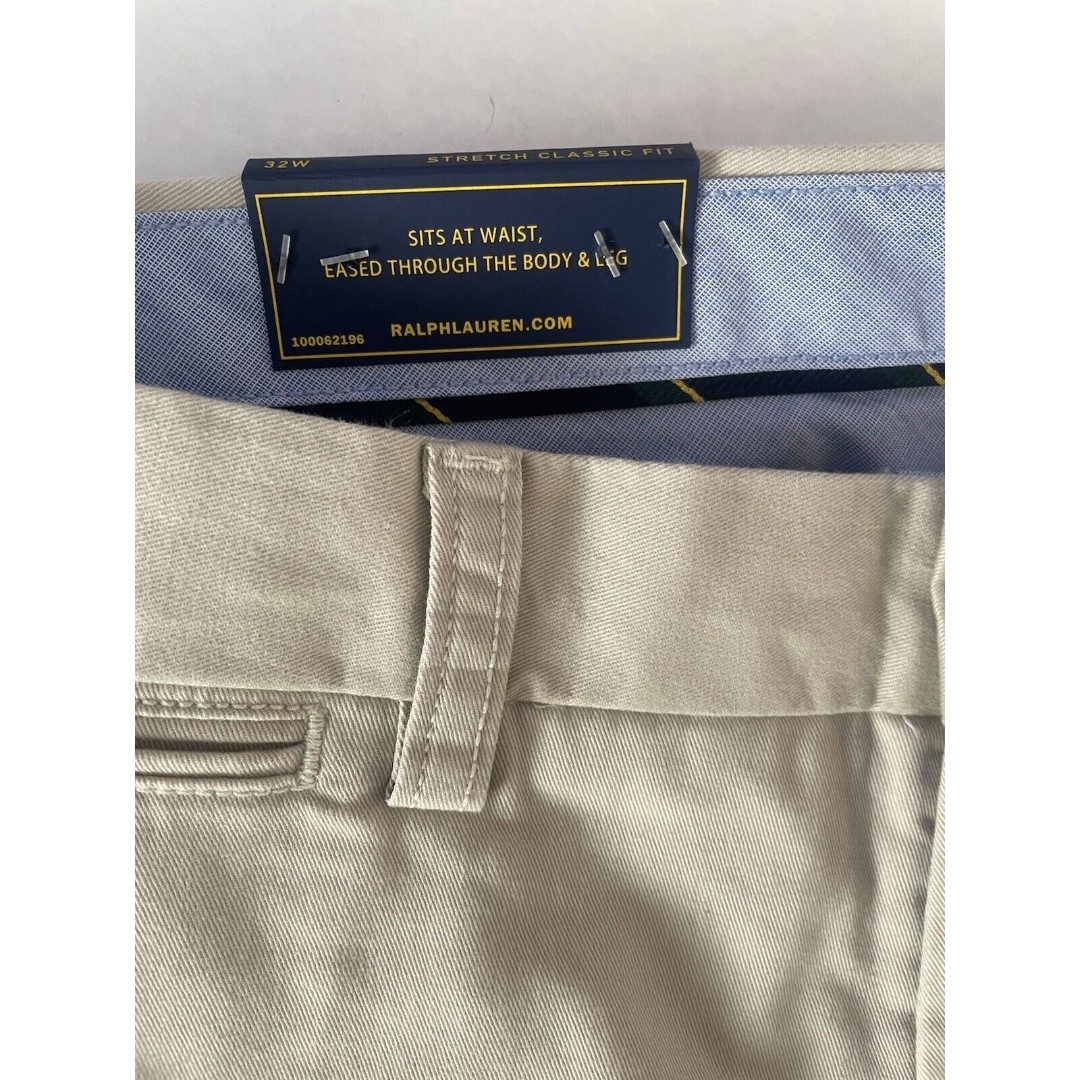 32W STRETCH CLASSIC FIT
SITS AT WAIST,
EASED THROUGH THE BODY & LEG
RALPHLAUREN.COM
100062196